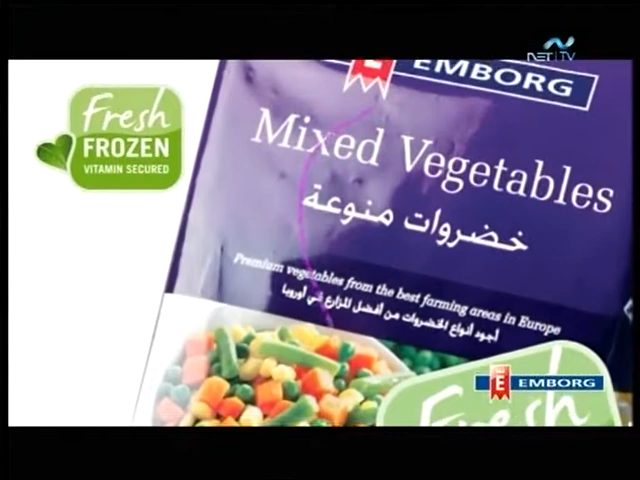 NET TV
EMBORG
Fresh
FROZEN
VITAMIN SECURED
Mixed Vegetables
خضروات منوعة
Premium vegetables from the best farming areas in Europe
أجود أنواع الخضروات من أفضل المزارع في أوروبا
EMBORG
Fresh